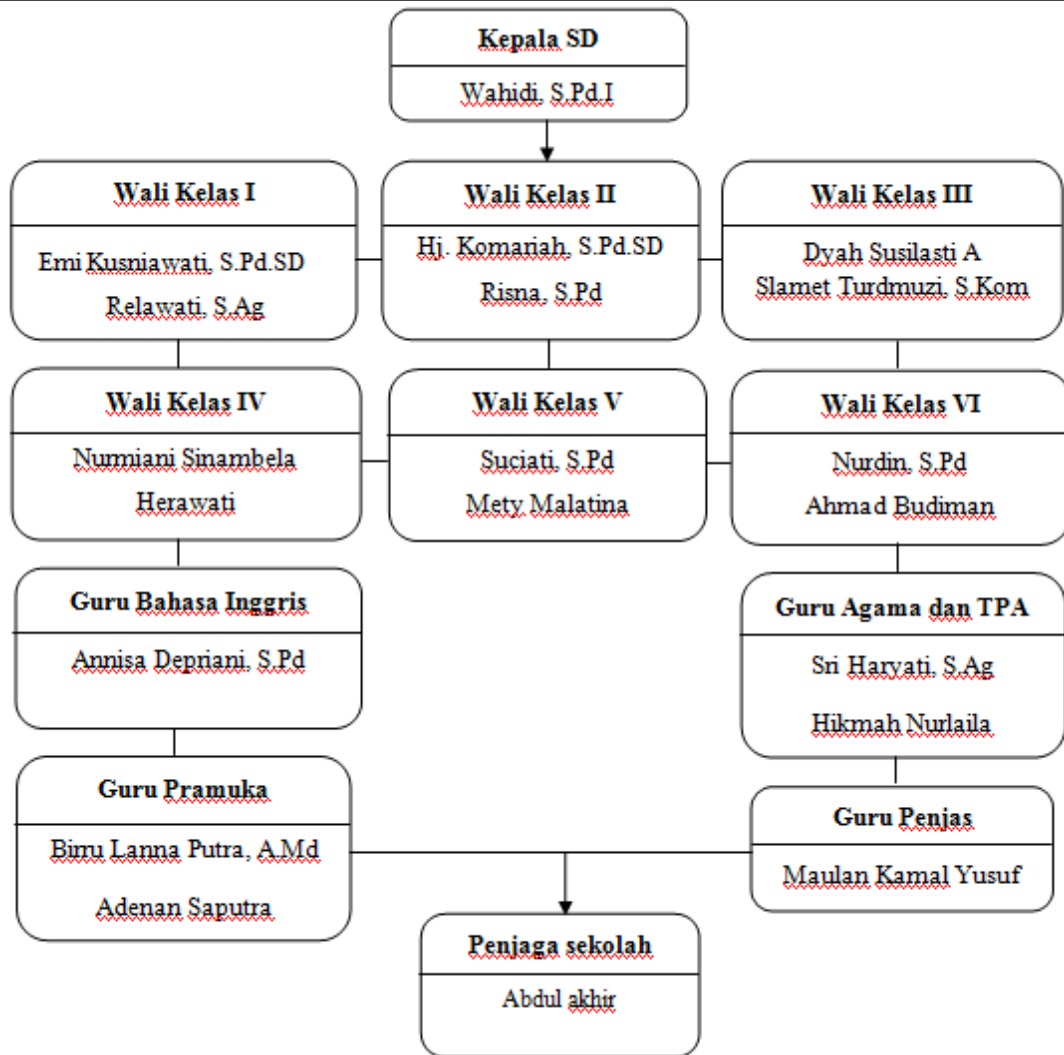 Kepala SD
Wahidi, S.Pd.I
Wali Kelas I
Emi Kusniawati, S.Pd.SD
Relawati, S.Ag
Wali Kelas II
Hj. Komariah, S.Pd.SD
Risna, S.Pd
Wali Kelas III
Dyah Susilasti A
Slamet Turdmuzi, S.Kom
Wali Kelas IV
Nurmiani Sinambela
Herawati
Wali Kelas V
Suciati, S.Pd
Mety Malatina
Wali Kelas VI
Nurdin, S.Pd
Ahmad Budiman
Guru Bahasa Inggris
Annisa Depriani, S.Pd
Guru Agama dan TPA
Sri Haryati, S.Ag
Hikmah Nurlaila
Guru Pramuka
Birru Lanna Putra, A.Md
Adenan Saputra
Guru Penjas
Maulan Kamal Yusuf
Penjaga sekolah
Abdul akhir